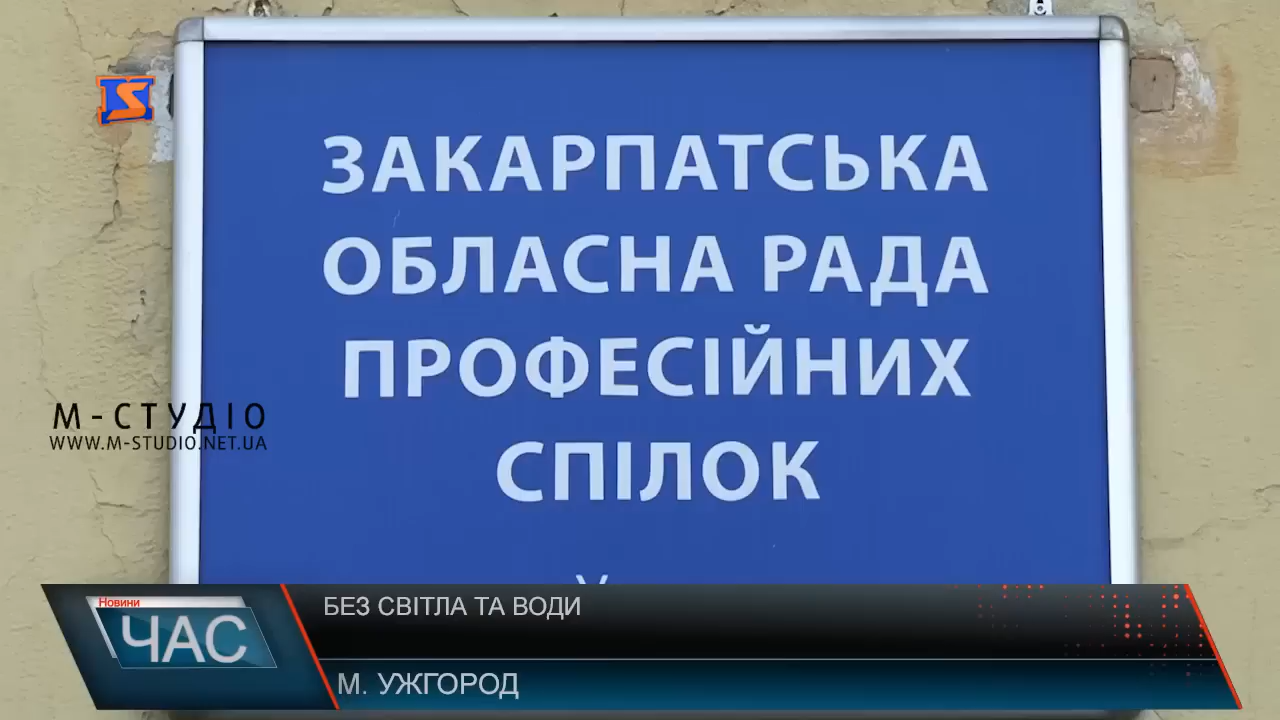 ЗАКАРПАТСЬКА
ОБЛАСНА РАДА
ПРОФЕСІЙНИХ
СПІЛОК
М-СТУДІО
WWW.M-STUDIO.NET.UA
Новини
ЧАС
БЕЗ СВІТЛА ТА ВОДИ
М. УЖГОРОД